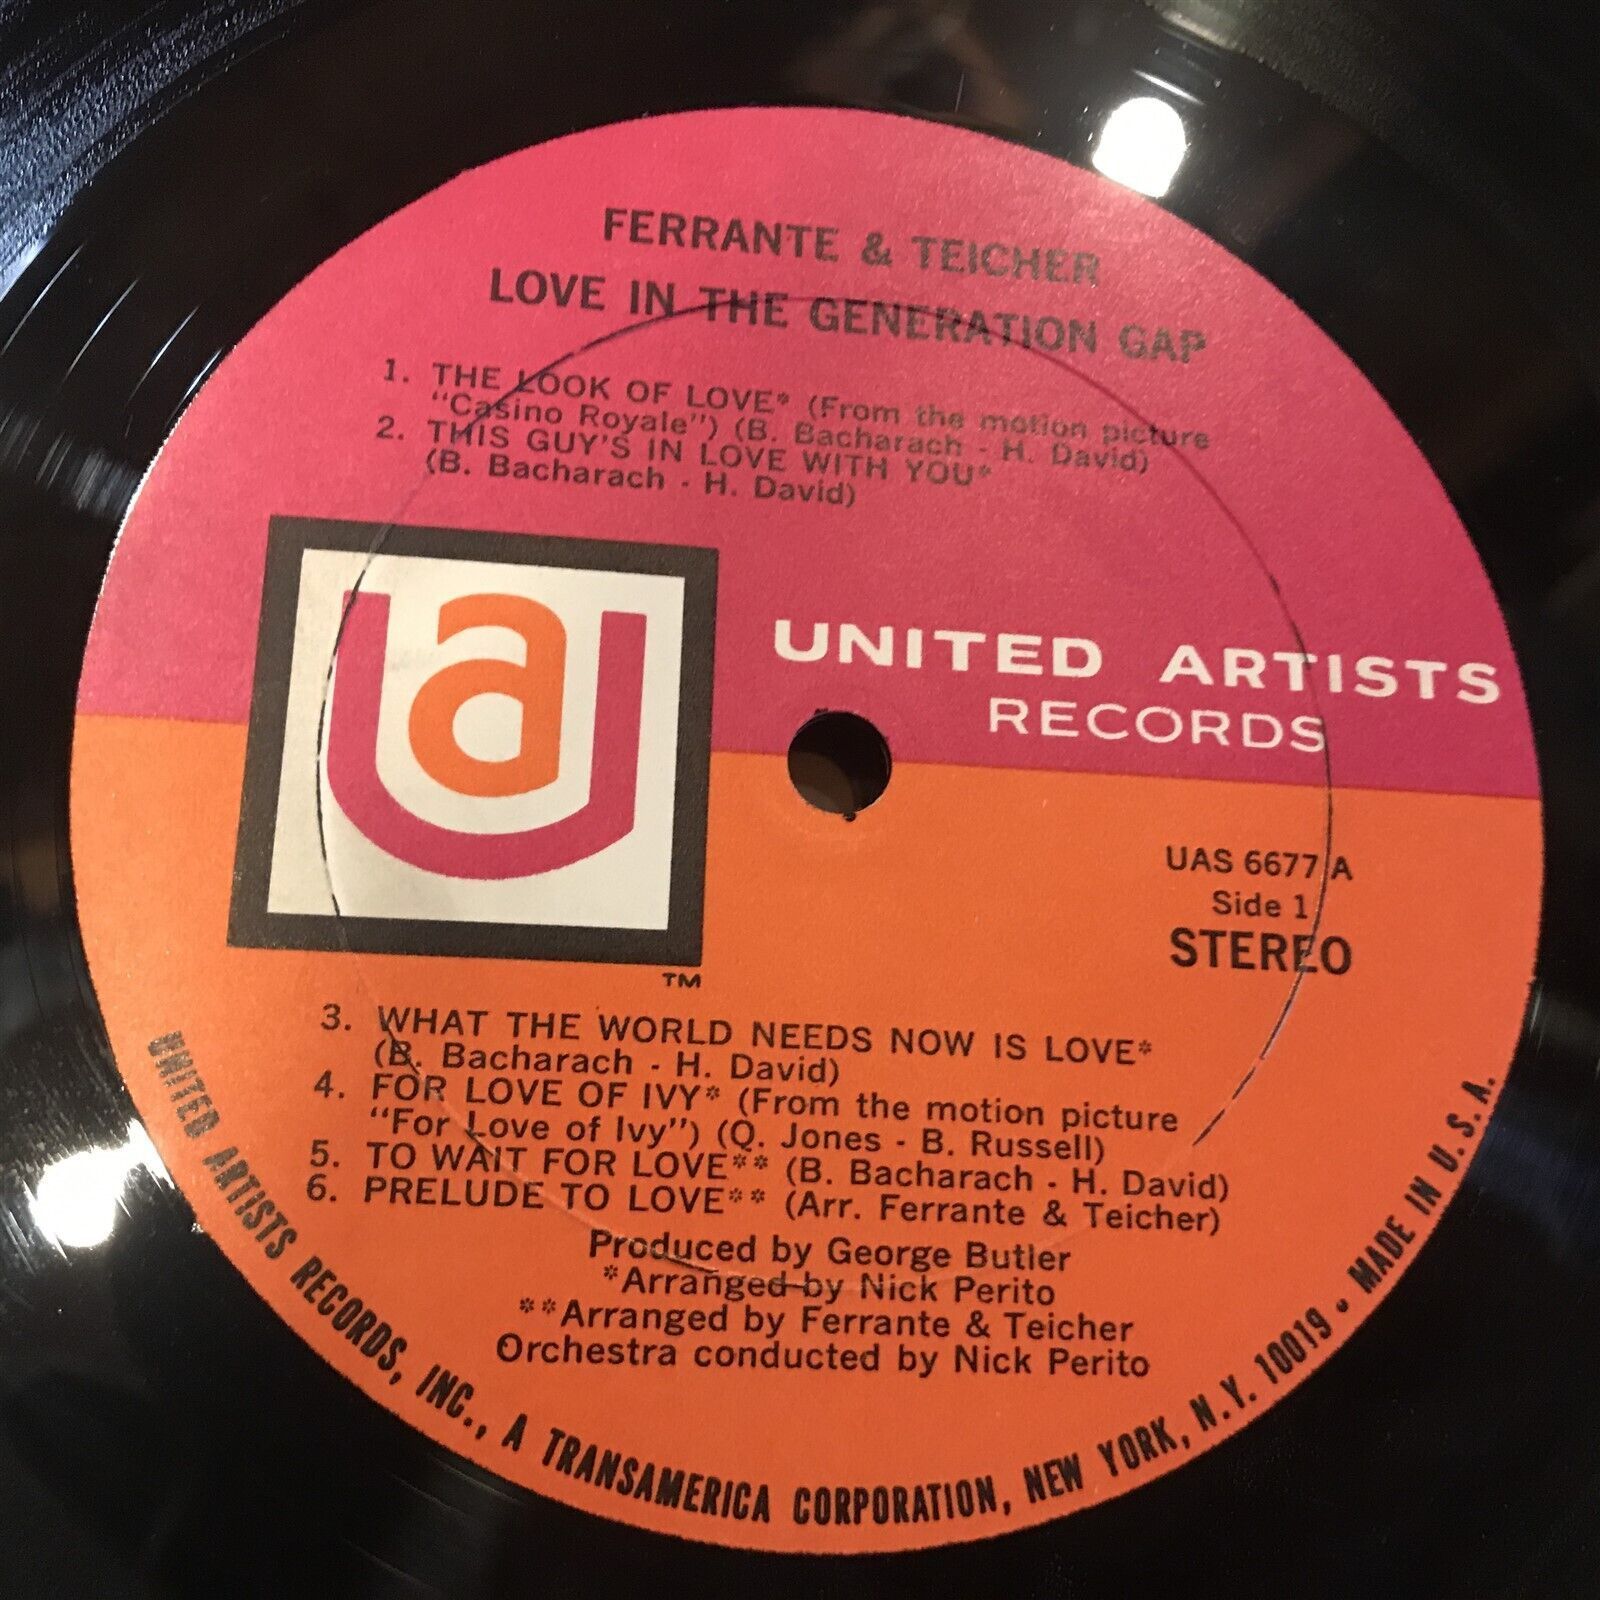 FERRANTE & TEICHER
LOVE IN THE GENERATION GAP
1. THE LOOK OF LOVE* (From the motion picture
"Casino Royale") (B. Bacharach - H. David)
2. THIS GUY'S IN LOVE WITH YOU*
(B. Bacharach - H. David)
ua
TM
UNITED ARTISTS
RECORDS
UAS 6677 A
Side 1
STEREO
3. WHAT THE WORLD NEEDS NOW IS LOVE*
(B. Bacharach - H. David)
4. FOR LOVE OF IVY* (From the motion picture
"For Love of Ivy") (Q. Jones - B. Russell)
5. TO WAIT FOR LOVE** (B. Bacharach - H. David)
6. PRELUDE TO LOVE** (Arr. Ferrante & Teicher)
Produced by George Butler
*Arranged by Nick Perito
**Arranged by Ferrante & Teicher
Orchestra conducted by Nick Perito
UNITED ARTISTS RECORDS, INC., A TRANSAMERICA CORPORATION, NEW YORK, N.Y. 10019 • MADE IN U.S.A.